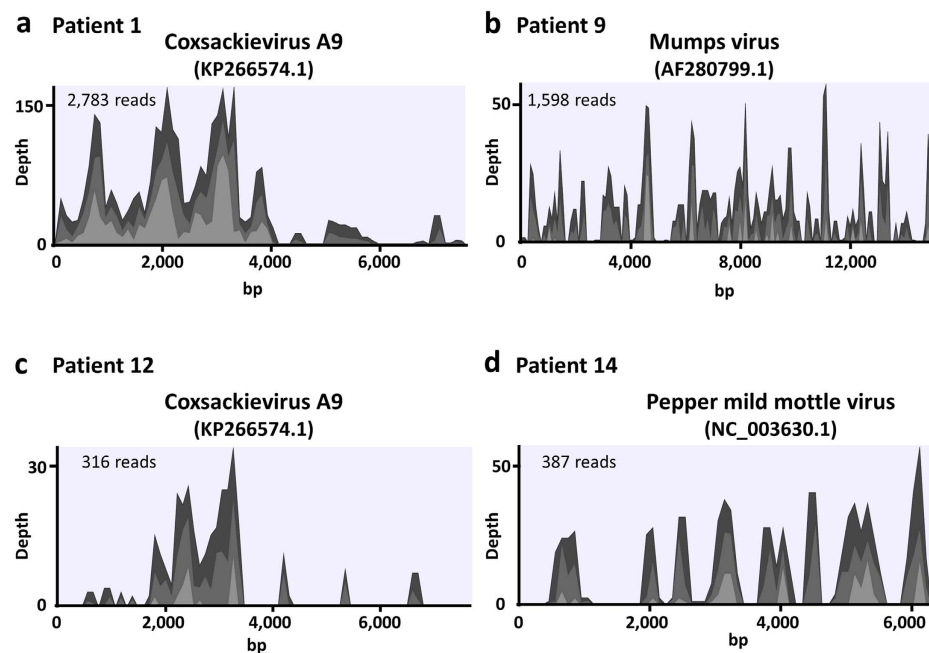 a Patient 1
Coxsackievirus A9
(KP266574.1)
2,783 reads
150
Depth
0
0 2,000 4,000 6,000
bp
b Patient 9
Mumps virus
(AF280799.1)
1,598 reads
50
Depth
0
0 4,000 8,000 12,000
bp
c Patient 12
Coxsackievirus A9
(KP266574.1)
316 reads
30
Depth
0
0 2,000 4,000 6,000
bp
d Patient 14
Pepper mild mottle virus
(NC_003630.1)
387 reads
50
Depth
0
0 2,000 4,000 6,000
bp